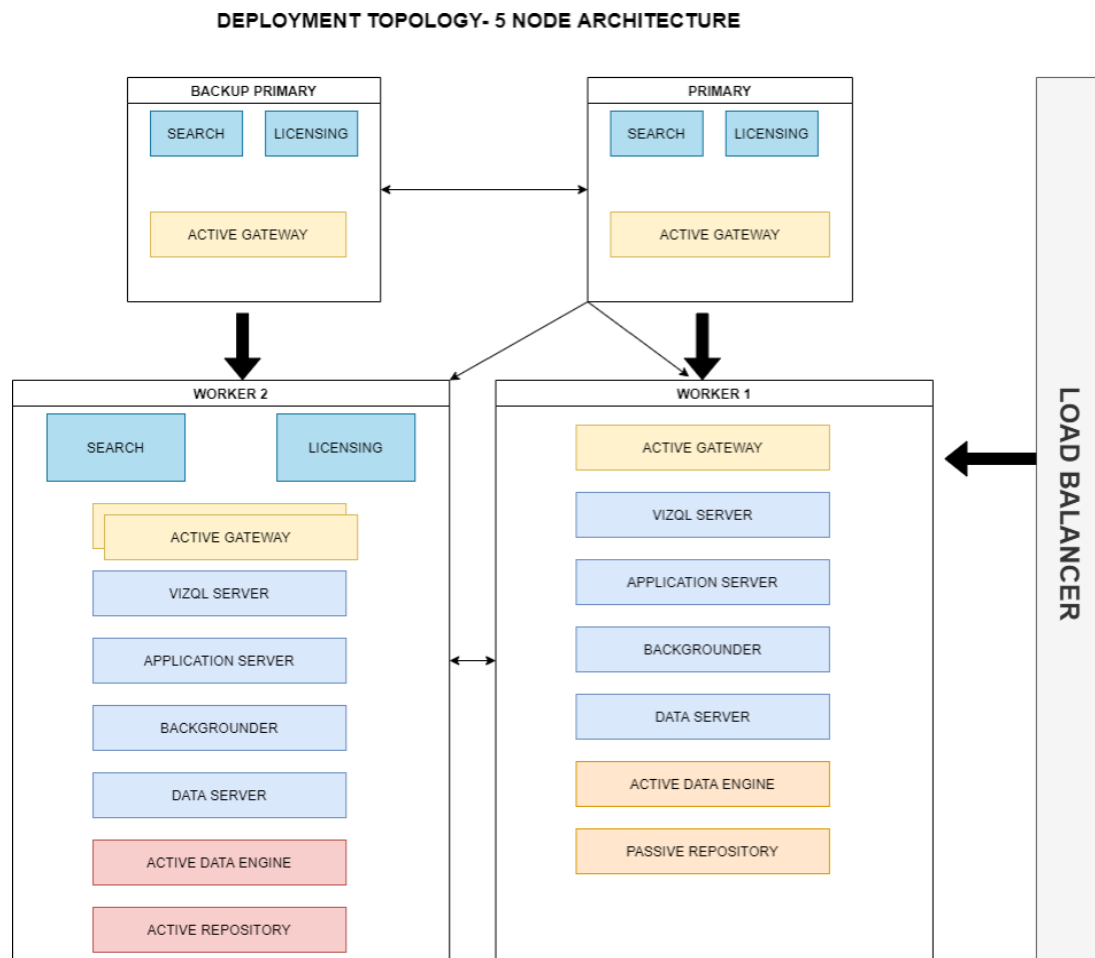 DEPLOYMENT TOPOLOGY- 5 NODE ARCHITECTURE
BACKUP PRIMARY
SEARCH
LICENSING
ACTIVE GATEWAY
PRIMARY
SEARCH
LICENSING
ACTIVE GATEWAY
WORKER 2
SEARCH
LICENSING
ACTIVE GATEWAY
VIZQL SERVER
APPLICATION SERVER
BACKGROUNDER
DATA SERVER
ACTIVE DATA ENGINE
ACTIVE REPOSITORY
WORKER 1
ACTIVE GATEWAY
VIZQL SERVER
APPLICATION SERVER
BACKGROUNDER
DATA SERVER
ACTIVE DATA ENGINE
PASSIVE REPOSITORY
LOAD BALANCER